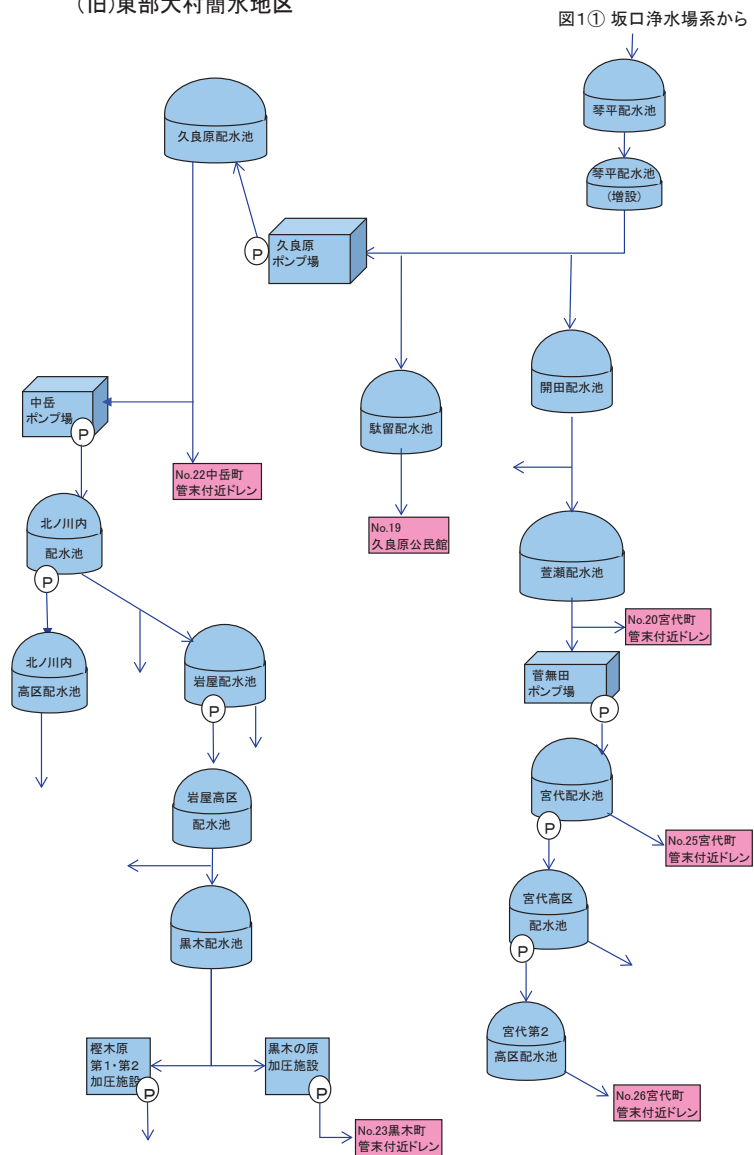 (旧)東部大村簡水地区
図1① 坂口浄水場系から
琴平配水池
久良原配水池
琴平配水池
(増設)
久良原
ポンプ場
P
開田配水池
中岳
ポンプ場
P
駄留配水池
No.22中岳町
管末付近ドレン
No.19
久良原公民館
北ノ川内
配水池
P
萱瀬配水池
No.20宮代町
管末付近ドレン
北ノ川内
高区配水池
岩屋配水池
P
菅無田
ポンプ場
P
岩屋高区
配水池
宮代配水池
P
No.25宮代町
管末付近ドレン
黒木配水池
宮代高区
配水池
P
宮代第2
高区配水池
樫木原
第1・第2
加圧施設
P
黒木の原
加圧施設
P
No.26宮代町
管末付近ドレン
No.23黒木町
管末付近ドレン